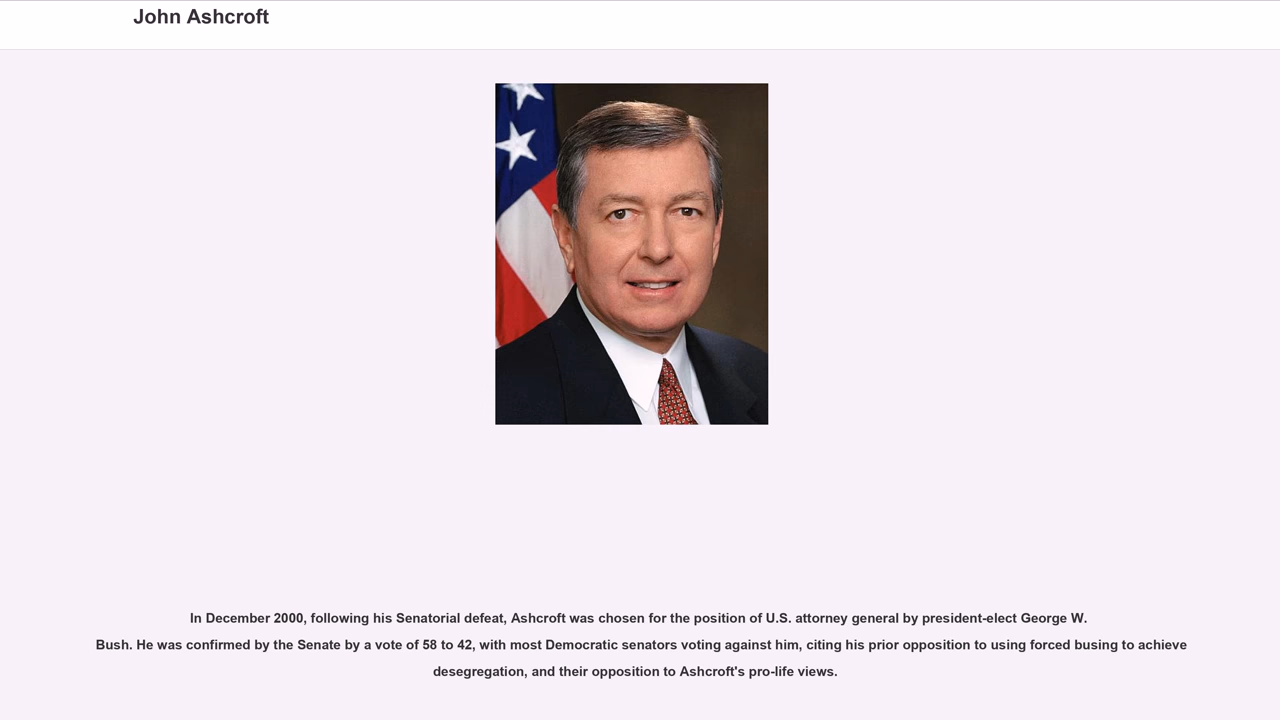 John Ashcroft
In December 2000, following his Senatorial defeat, Ashcroft was chosen for the position of U.S. attorney general by president-elect George W.
Bush. He was confirmed by the Senate by a vote of 58 to 42, with most Democratic senators voting against him, citing his prior opposition to using forced busing to achieve
desegregation, and their opposition to Ashcroft's pro-life views.